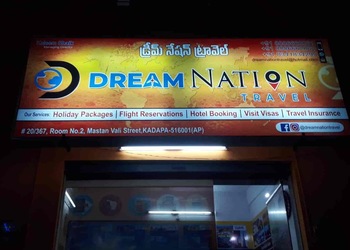 డ్రీమ్ నేషన్ ట్రావెల్
DREAM NATION
TRAVEL
Our Services: Holiday Packages | Flight Reservations | Hotel Booking | Visit Visas | Travel Insurance
# 20/367, Room No.2, Mastan Vali Street, KADAPA-516001(AP)
@dreamnationtravel